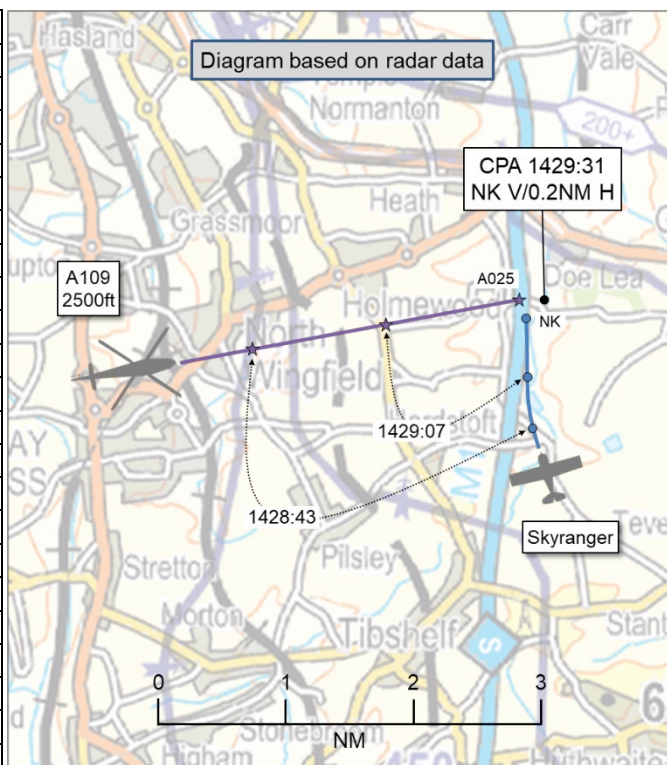 Hasland
Diagram based on radar data
Carr
Vale
Normanton
200+
CPA 1429:31
NK V/0.2NM H
Heath
Grassmoor
A109
2500ft
A025
Doe Lea
Holmewood
NK
North
Wingfield
1429:07
1428:43
Skyranger
Pilsley
Stretton
Morton
Tibshelf
S
0 1 2 3
NM
Stonebroom
Higham
Huthwaite